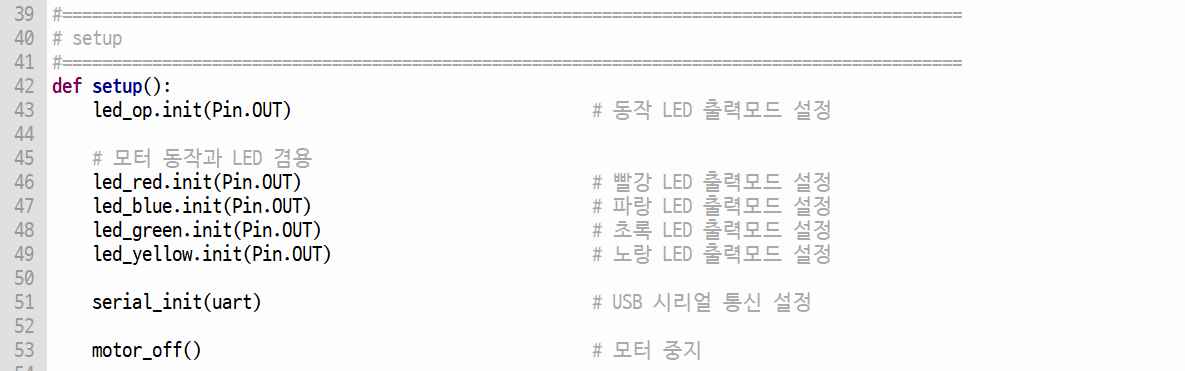 39 #==========================================================================================
40 # setup
41 #==========================================================================================
42 def setup():
43     led_op.init(Pin.OUT)                              # 동작 LED 출력모드 설정
44
45     # 모터 동작과 LED 겸용
46     led_red.init(Pin.OUT)                             # 빨강 LED 출력모드 설정
47     led_blue.init(Pin.OUT)                            # 파랑 LED 출력모드 설정
48     led_green.init(Pin.OUT)                           # 초록 LED 출력모드 설정
49     led_yellow.init(Pin.OUT)                          # 노랑 LED 출력모드 설정
50
51     serial_init(uart)                                 # USB 시리얼 통신 설정
52
53     motor_off()                                       # 모터 중지